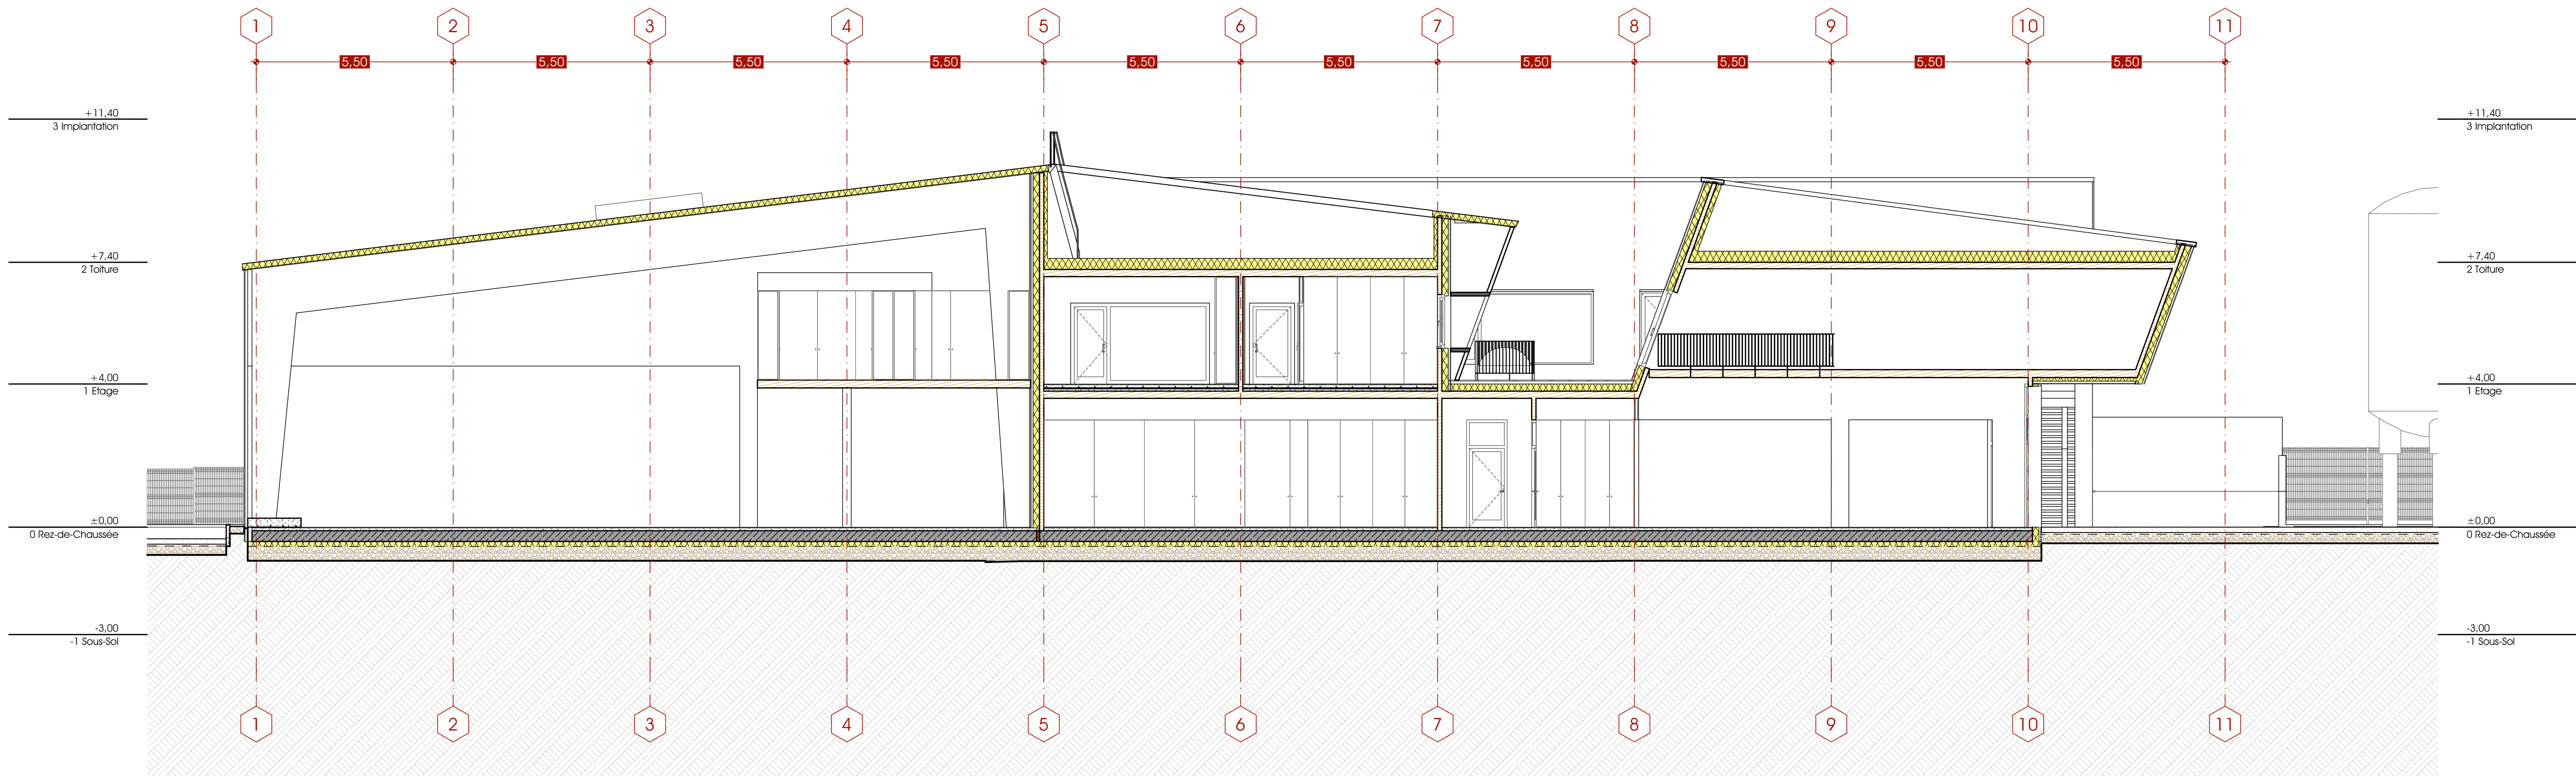 1 2 3 4 5 6 7 8 9 10 11
5,50 5,50 5,50 5,50 5,50 5,50 5,50 5,50 5,50 5,50
+11,40
3 Implantation
+11,40
3 Implantation
+7,40
2 Toiture
+7,40
2 Toiture
+4,00
1 Etage
+4,00
1 Etage
±0,00
0 Rez-de-Chaussée
±0,00
0 Rez-de-Chaussée
-3,00
-1 Sous-Sol
-3,00
-1 Sous-Sol
1 2 3 4 5 6 7 8 9 10 11